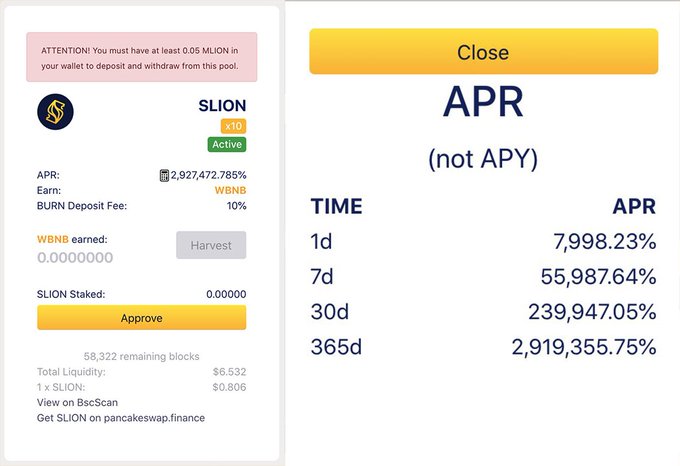 ATTENTION! You must have at least 0.05 MLION in
your wallet to deposit and withdraw from this pool.
SLION
x10
Active
APR: 2,927,472.785%
Earn: WBNB
BURN Deposit Fee: 10%
WBNB earned:
0.0000000
Harvest
SLION Staked: 0.00000
Approve
58,322 remaining blocks
Total Liquidity: $6.532
1 x SLION: $0.806
View on BscScan
Get SLION on pancakeswap.finance
Close
APR
(not APY)
TIME APR
1d 7,998.23%
7d 55,987.64%
30d 239,947.05%
365d 2,919,355.75%